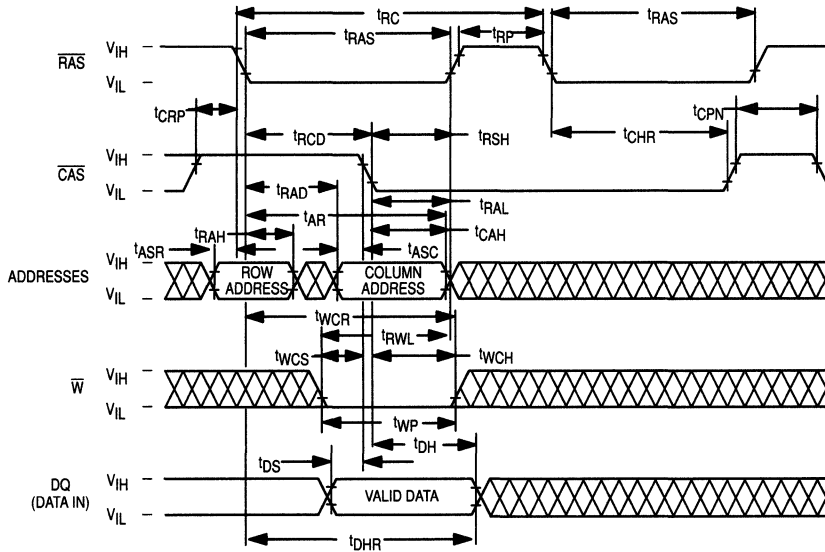 tRC
tRAS
tRP
tRAS
RAS
VIH
VIL
tCRP
tCPN
tRCD
tRSH
tCHR
CAS
VIH
VIL
tRAD
tRAL
tAR
tRAH
tCAH
tASR
tASC
ADDRESSES
VIH
VIL
ROW
ADDRESS
COLUMN
ADDRESS
tWCR
tRWL
tWCS
tWCH
W
VIH
VIL
tWP
tDH
tDS
DQ
(DATA IN)
VIH
VIL
VALID DATA
tDHR